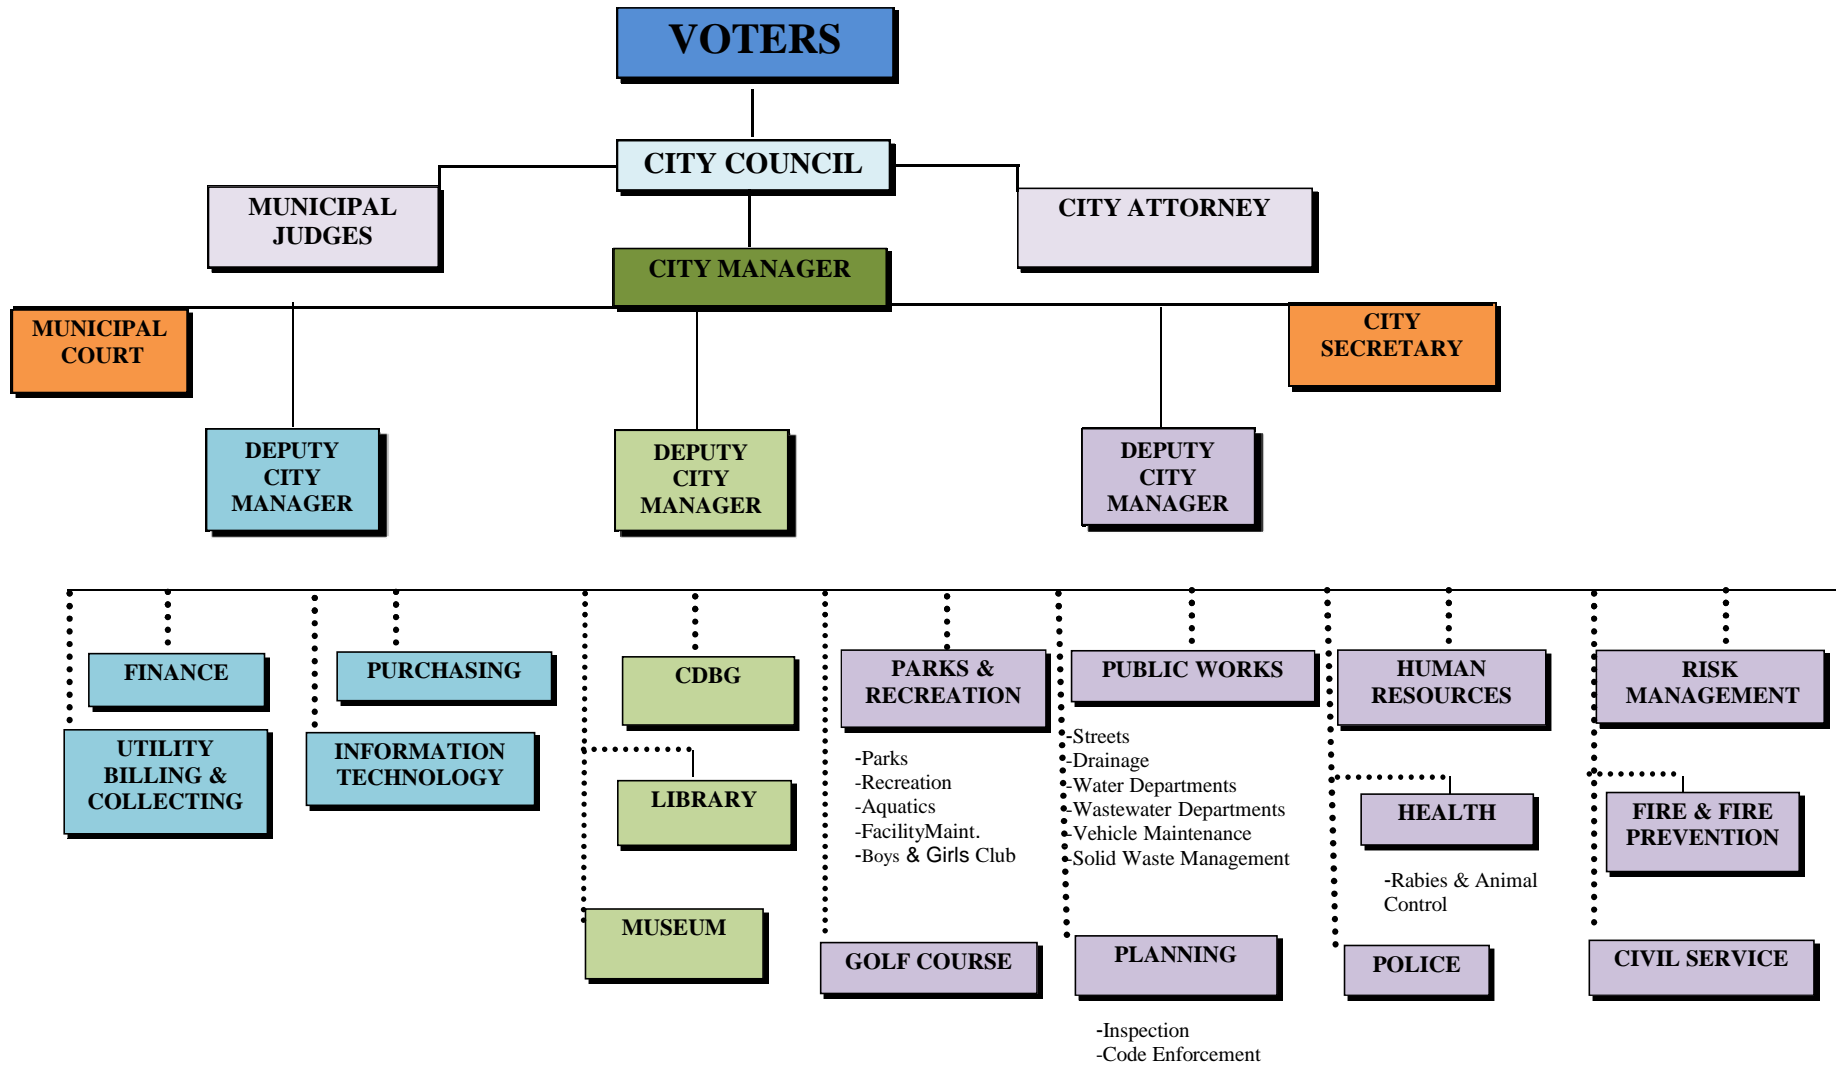 VOTERS
CITY COUNCIL
MUNICIPAL
JUDGES
CITY ATTORNEY
CITY MANAGER
MUNICIPAL
COURT
CITY
SECRETARY
DEPUTY
CITY
MANAGER
DEPUTY
CITY
MANAGER
DEPUTY
CITY
MANAGER
FINANCE
PURCHASING
CDBG
PARKS &
RECREATION
PUBLIC WORKS
HUMAN
RESOURCES
RISK
MANAGEMENT
UTILITY
BILLING &
COLLECTING
INFORMATION
TECHNOLOGY
LIBRARY
-Parks
-Recreation
-Aquatics
-FacilityMaint.
-Boys & Girls Club
-Streets
-Drainage
-Water Departments
-Wastewater Departments
-Vehicle Maintenance
-Solid Waste Management
HEALTH
-Rabies & Animal
Control
FIRE & FIRE
PREVENTION
MUSEUM
GOLF COURSE
PLANNING
-Inspection
-Code Enforcement
POLICE
CIVIL SERVICE